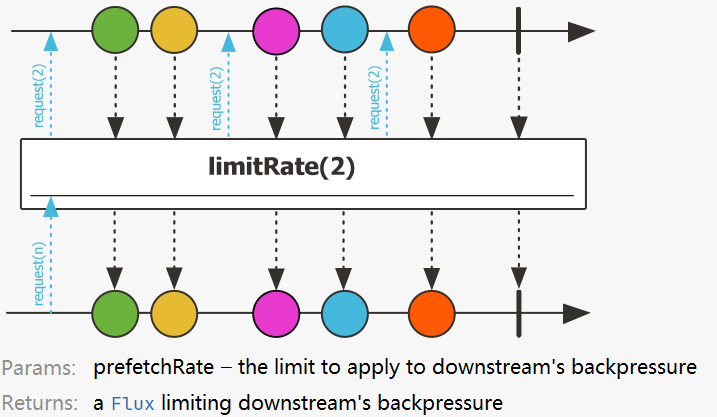 request(2)
request(2)
request(2)
limitRate(2)
request(n)
Params: prefetchRate – the limit to apply to downstream's backpressure
Returns: a Flux limiting downstream's backpressure